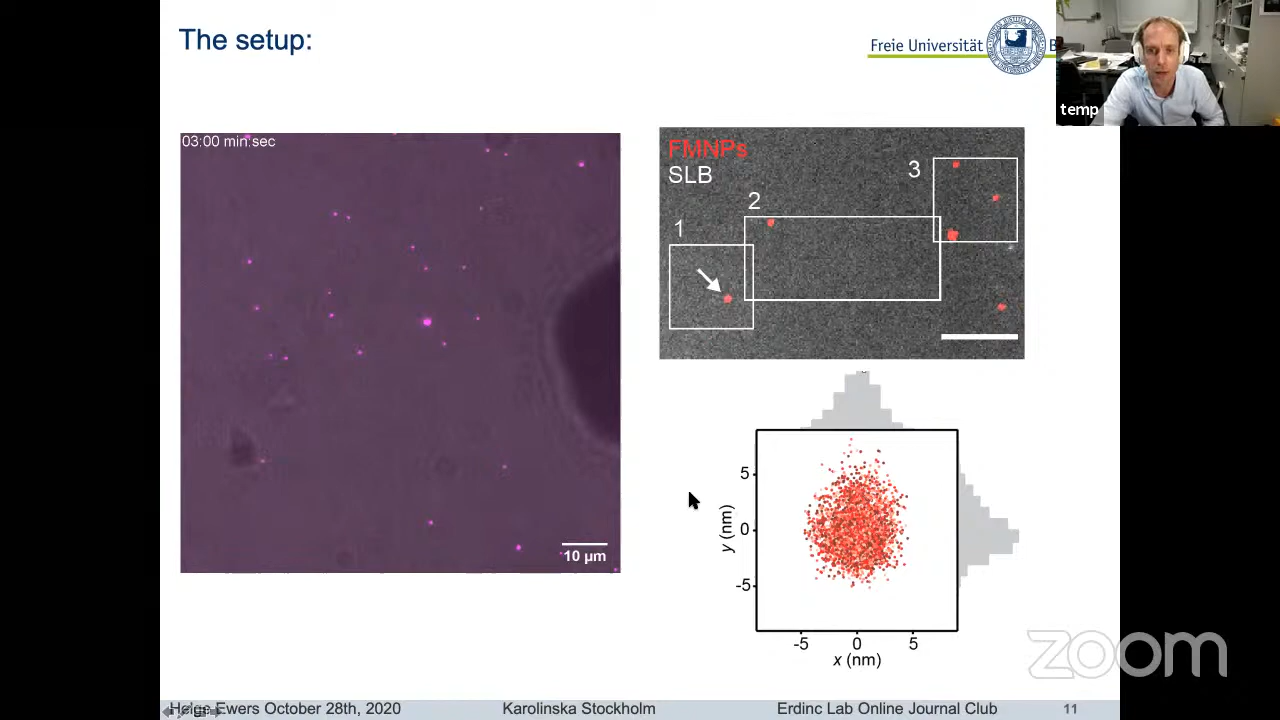 The setup:
Freie Universität B
temp
03:00 min:sec
FMNPs
SLB
1
2
3
10 µm
5
0
-5
y (nm)
-5 0 5
x (nm)
zoom
Helge Ewers October 28th, 2020 Karolinska Stockholm Erdinc Lab Online Journal Club 11